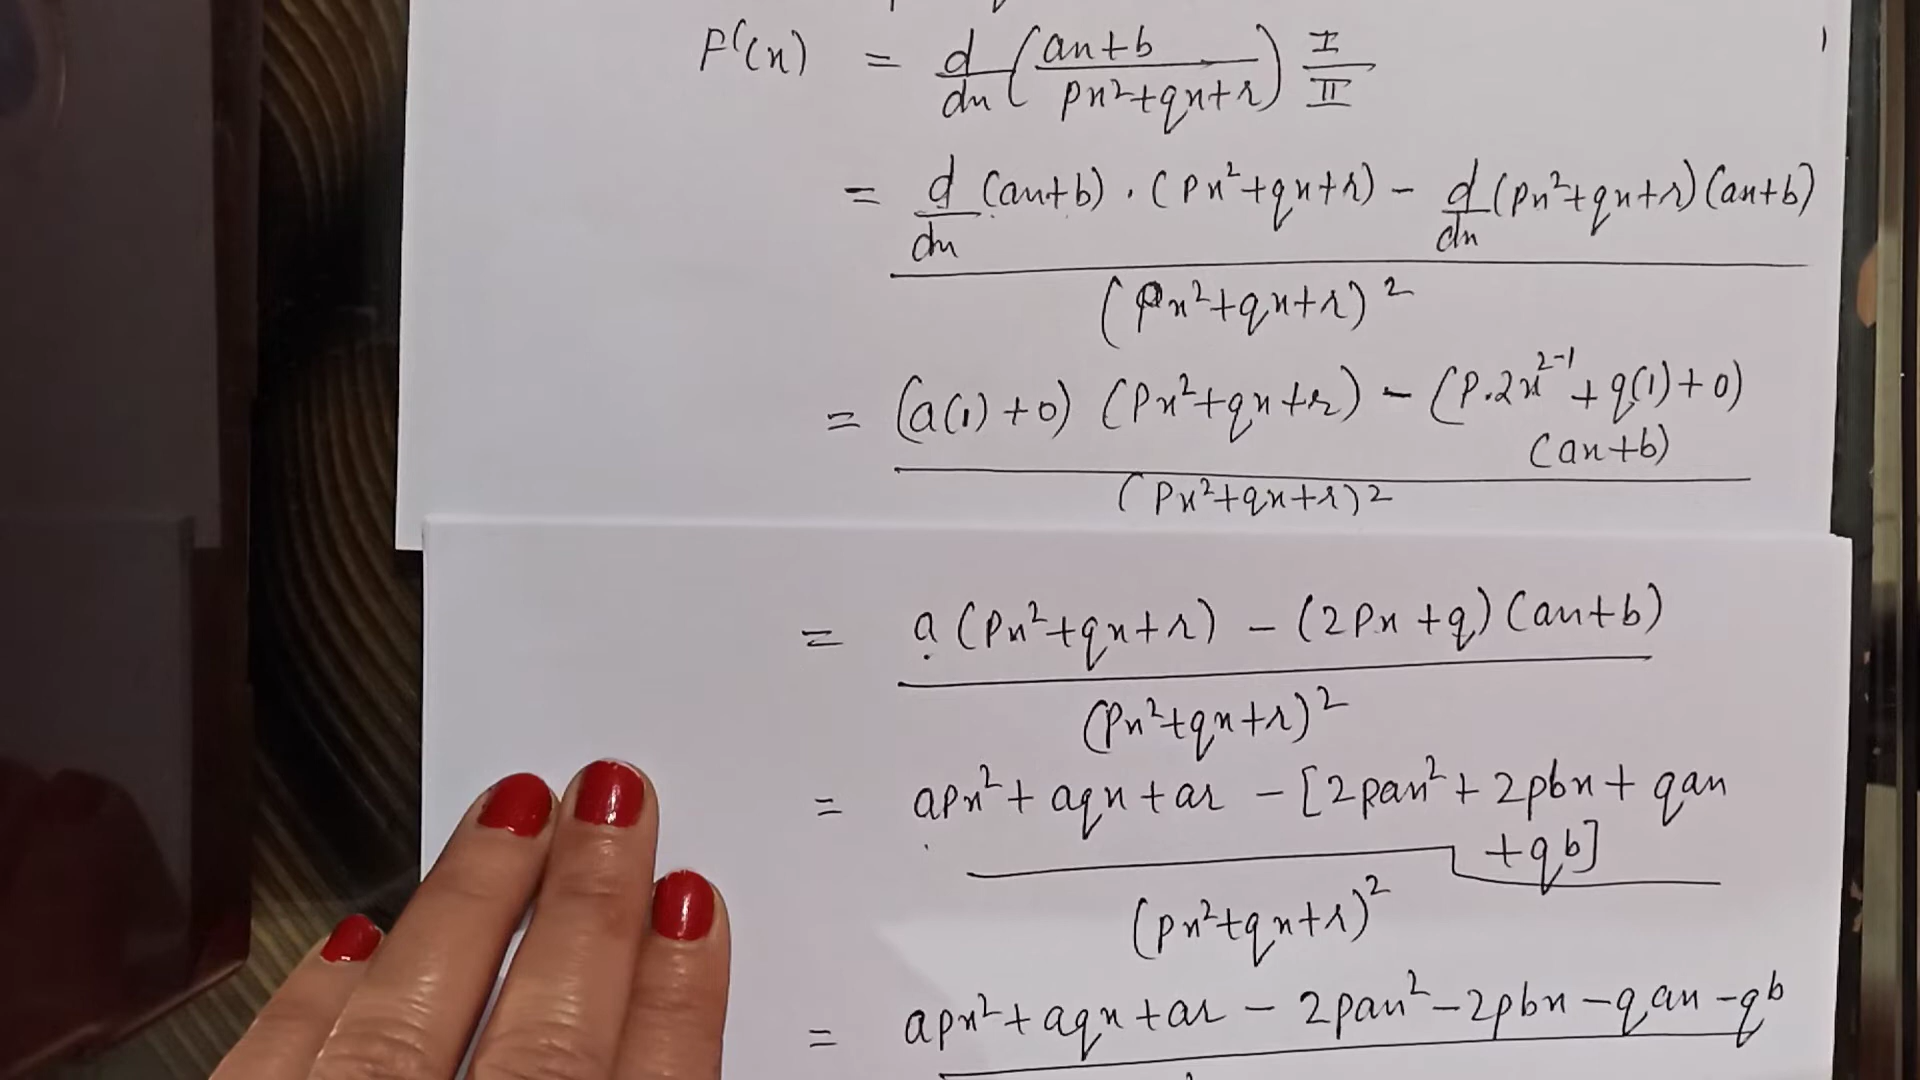 F'(x) = d/dx (ax+b / px²+qx+r) I/II
= d/dx (ax+b) . (px²+qx+r) - d/dx (px²+qx+r) (ax+b)
(px²+qx+r)²
= (a(1)+0) (px²+qx+r) - (p.2x²⁻¹ + q(1)+0)
(ax+b)
(px²+qx+r)²
= a (px²+qx+r) - (2px+q) (ax+b)
(px²+qx+r)²
= apx²+aqx+ar - [2pax²+2pbx+qax
+qb]
(px²+qx+r)²
= apx²+aqx+ar - 2pax²-2pbx-qax-qb